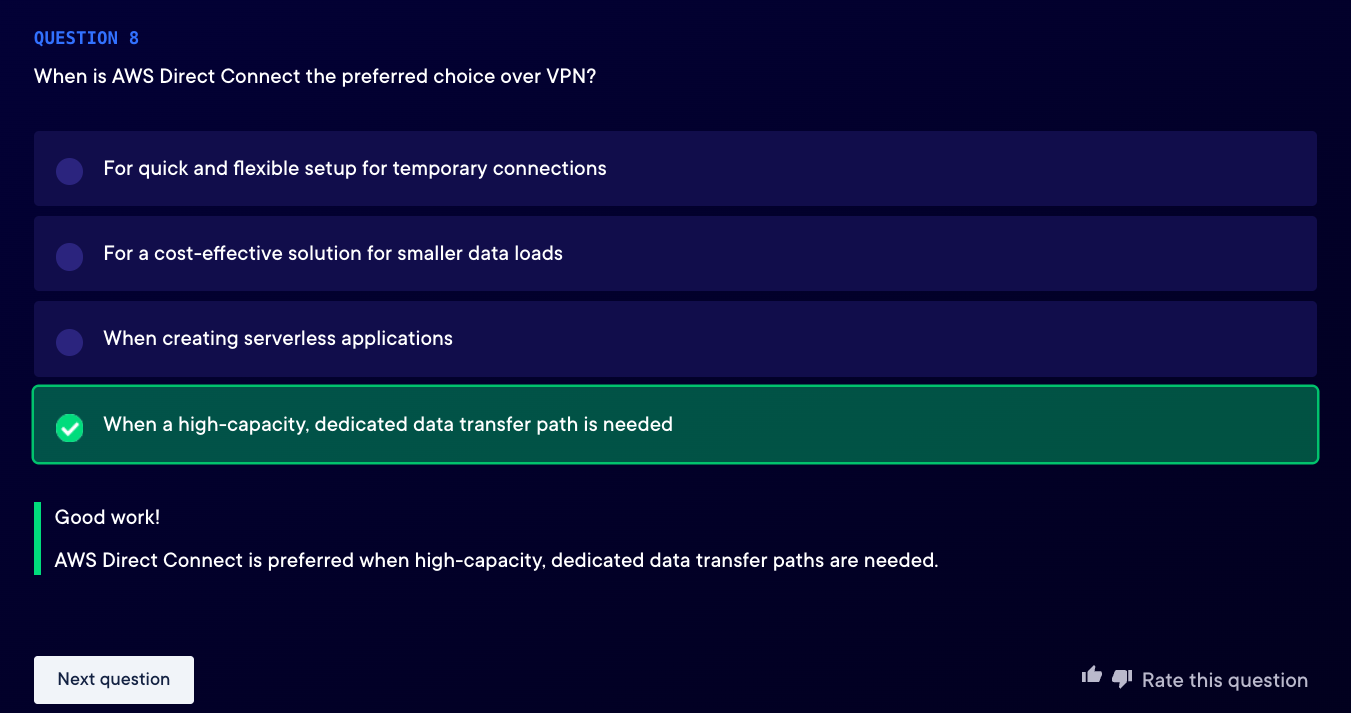 QUESTION 8
When is AWS Direct Connect the preferred choice over VPN?
For quick and flexible setup for temporary connections
For a cost-effective solution for smaller data loads
When creating serverless applications
When a high-capacity, dedicated data transfer path is needed
Good work!
AWS Direct Connect is preferred when high-capacity, dedicated data transfer paths are needed.
Next question
Rate this question